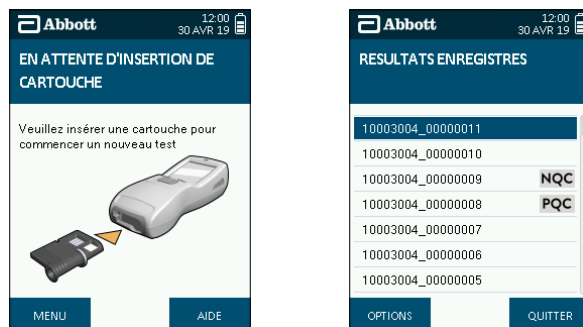 Abbott
12:00
30 AVR 19
EN ATTENTE D'INSERTION DE
CARTOUCHE
Veuillez insérer une cartouche pour
commencer un nouveau test
MENU
AIDE
Abbott
12:00
30 AVR 19
RESULTATS ENREGISTRES
10003004_00000011
10003004_00000010
10003004_00000009 NQC
10003004_00000008 PQC
10003004_00000007
10003004_00000006
10003004_00000005
OPTIONS
QUITTER